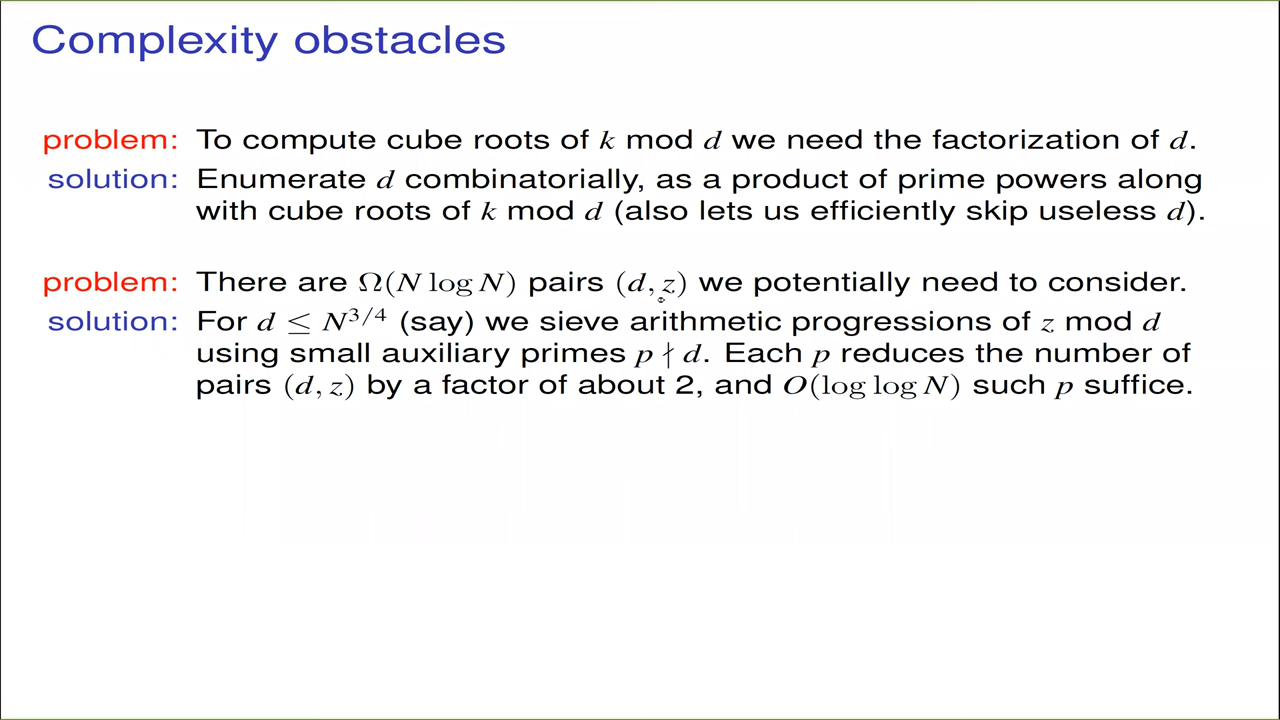 Complexity obstacles
problem: To compute cube roots of k mod d we need the factorization of d.
solution: Enumerate d combinatorially, as a product of prime powers along
with cube roots of k mod d (also lets us efficiently skip useless d).
problem: There are Ω(N log N) pairs (d, z) we potentially need to consider.
solution: For d ≤ N^{3/4} (say) we sieve arithmetic progressions of z mod d
using small auxiliary primes p ∤ d. Each p reduces the number of
pairs (d, z) by a factor of about 2, and O(log log N) such p suffice.